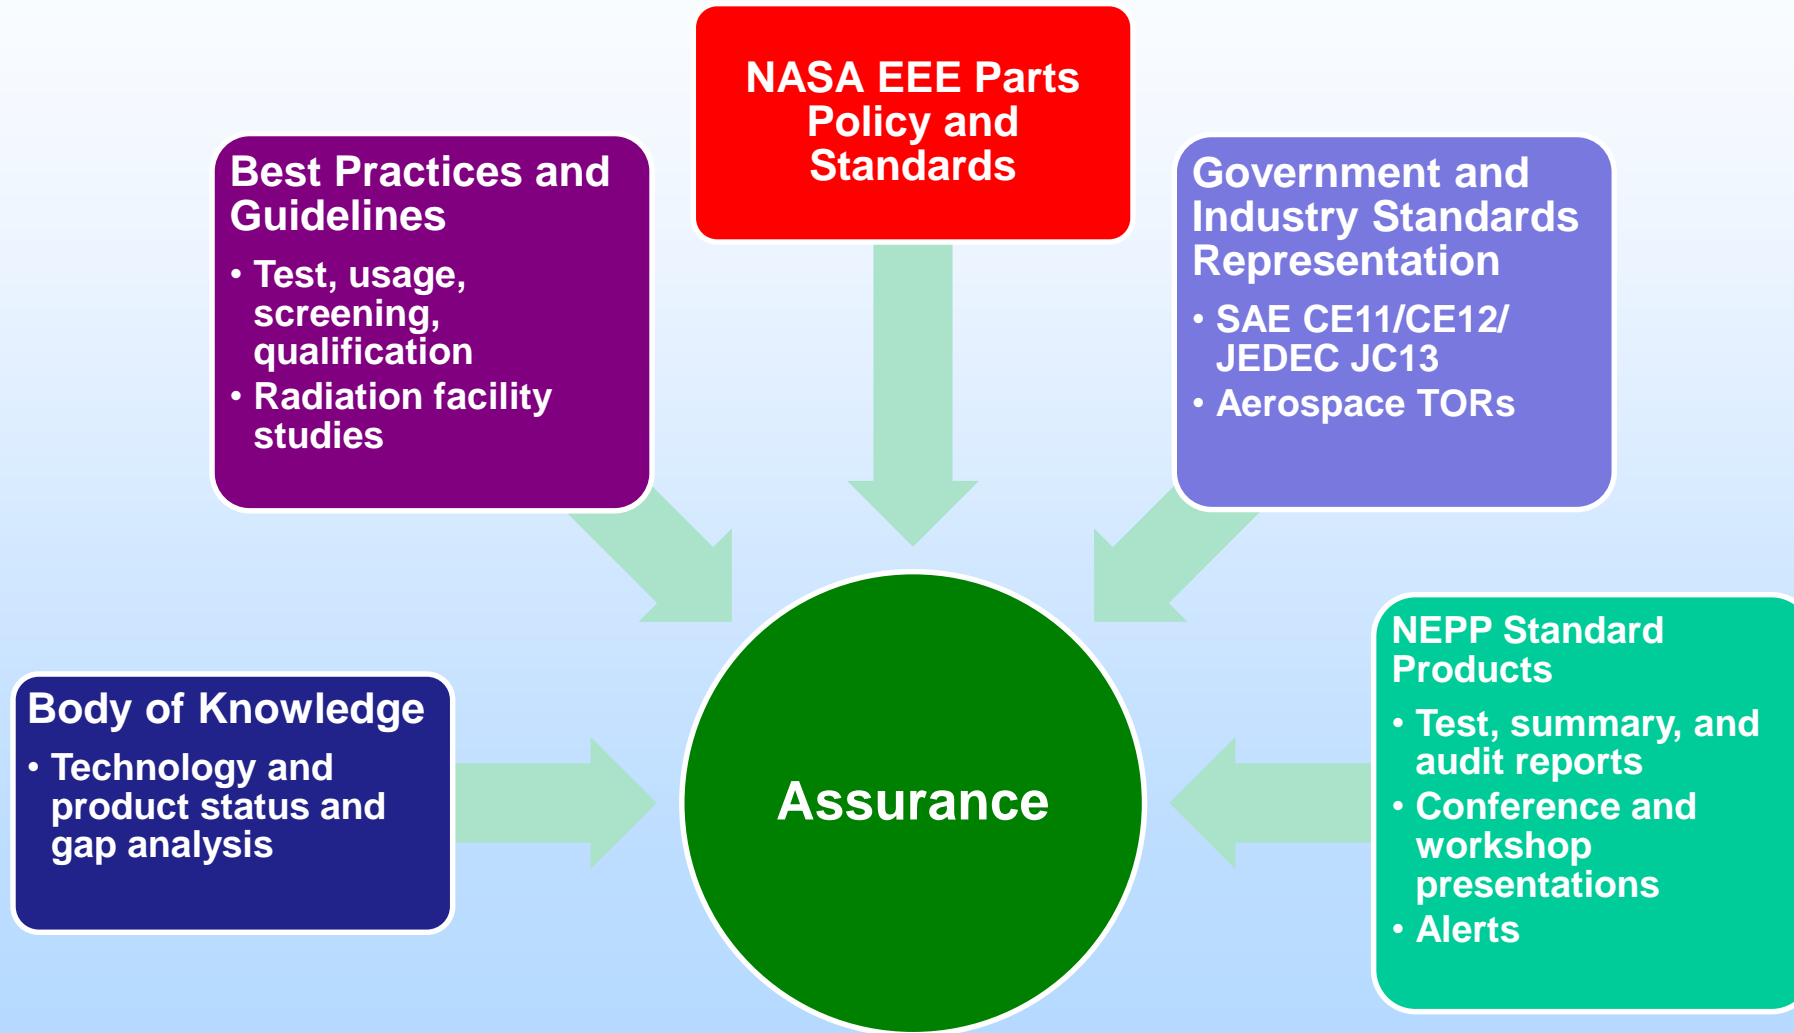 NASA EEE Parts
Policy and
Standards
Best Practices and
Guidelines
• Test, usage,
screening,
qualification
• Radiation facility
studies
Government and
Industry Standards
Representation
• SAE CE11/CE12/
JEDEC JC13
• Aerospace TORs
Body of Knowledge
• Technology and
product status and
gap analysis
Assurance
NEPP Standard
Products
• Test, summary, and
audit reports
• Conference and
workshop
presentations
• Alerts